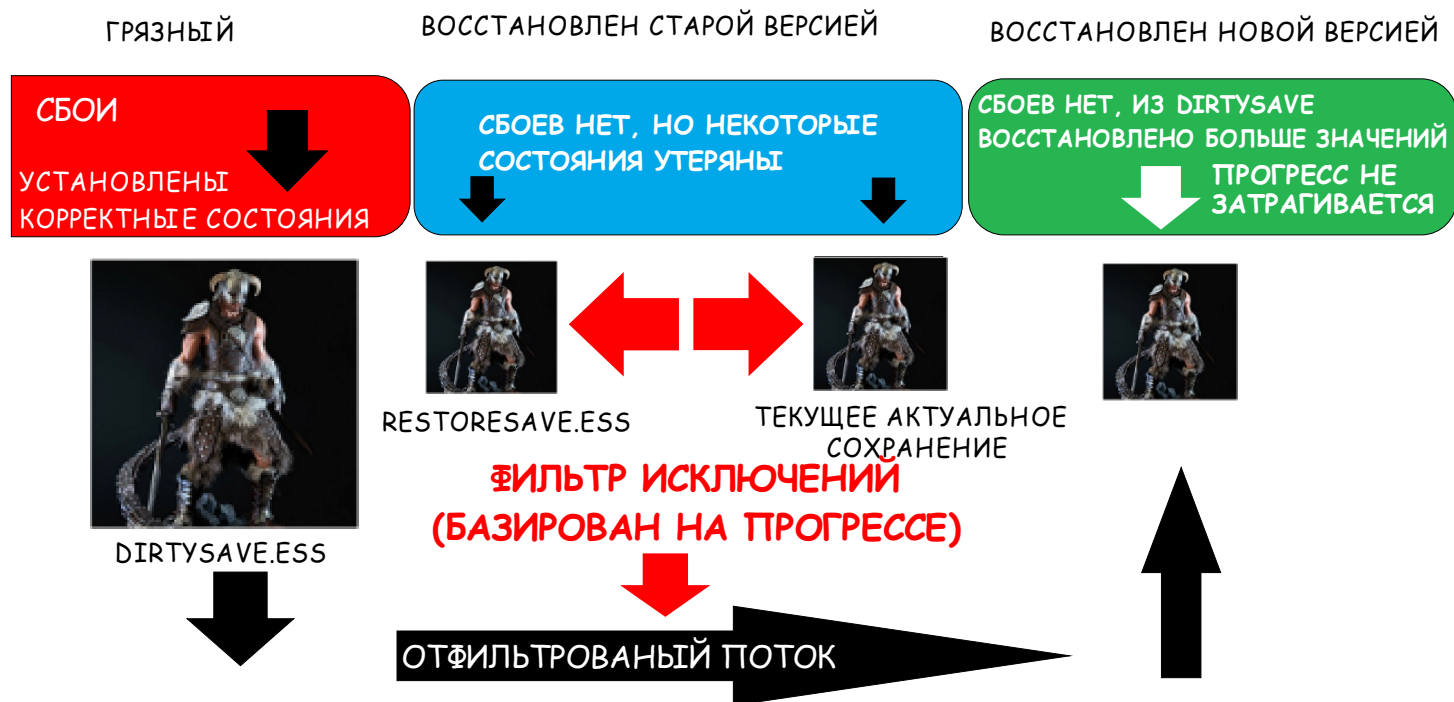 ГРЯЗНЫЙ
ВОССТАНОВЛЕН СТАРОЙ ВЕРСИЕЙ
ВОССТАНОВЛЕН НОВОЙ ВЕРСИЕЙ
СБОИ
УСТАНОВЛЕНЫ
КОРРЕКТНЫЕ СОСТОЯНИЯ
СБОЕВ НЕТ, НО НЕКОТОРЫЕ
СОСТОЯНИЯ УТЕРЯНЫ
СБОЕВ НЕТ, ИЗ DIRTYSAVE
ВОССТАНОВЛЕНО БОЛЬШЕ ЗНАЧЕНИЙ
ПРОГРЕСС НЕ
ЗАТРАГИВАЕТСЯ
DIRTYSAVE.ESS
RESTORESAVE.ESS
ТЕКУЩЕЕ АКТУАЛЬНОЕ
СОХРАНЕНИЕ
ФИЛЬТР ИСКЛЮЧЕНИЙ
(БАЗИРОВАН НА ПРОГРЕССЕ)
ОТФИЛЬТРОВАНЫЙ ПОТОК